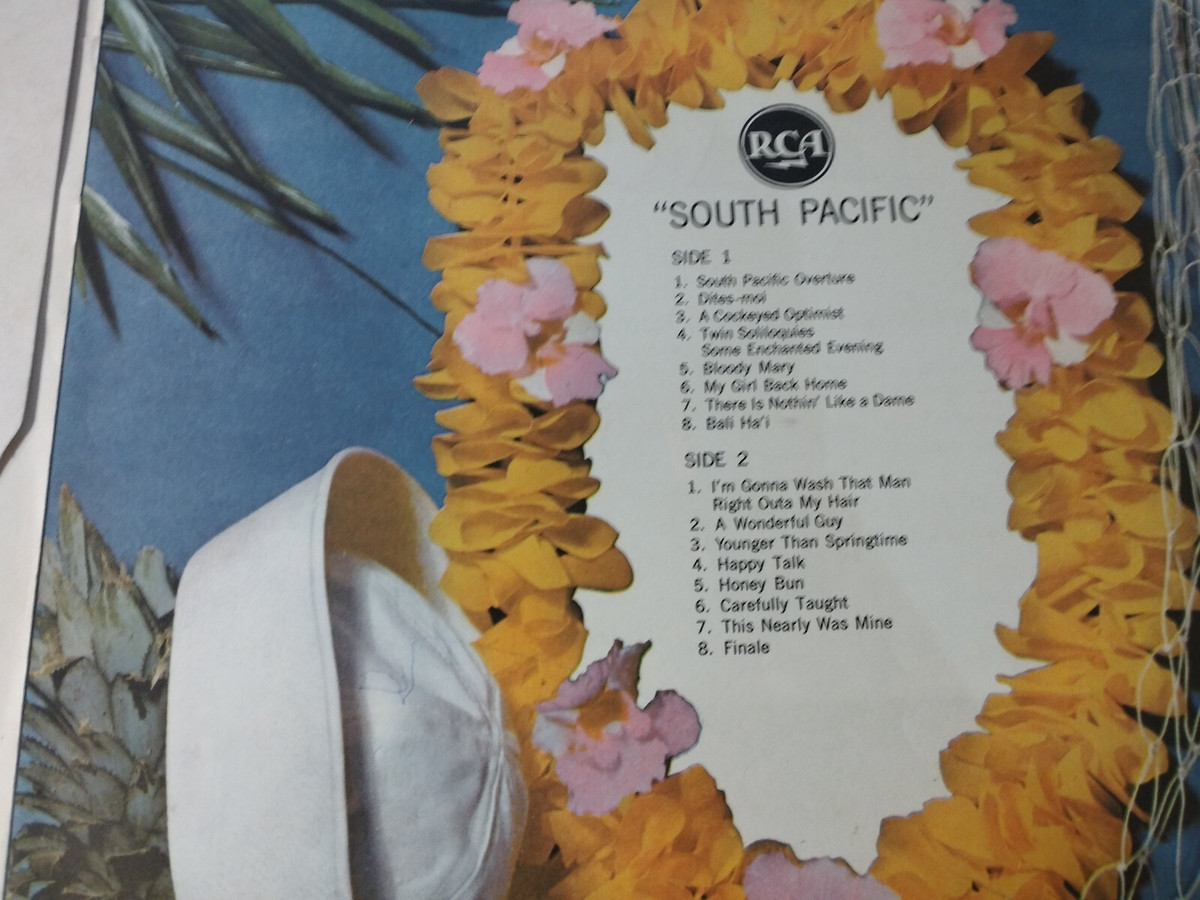 RCA
“SOUTH PACIFIC”
SIDE 1
1. South Pacific Overture
2. Dites-moi
3. A Cockeyed Optimist
4. Twin Soliloquies
Some Enchanted Evening
5. Bloody Mary
6. My Girl Back Home
7. There Is Nothin' Like a Dame
8. Bali Ha'i
SIDE 2
1. I'm Gonna Wash That Man
Right Outa My Hair
2. A Wonderful Guy
3. Younger Than Springtime
4. Happy Talk
5. Honey Bun
6. Carefully Taught
7. This Nearly Was Mine
8. Finale